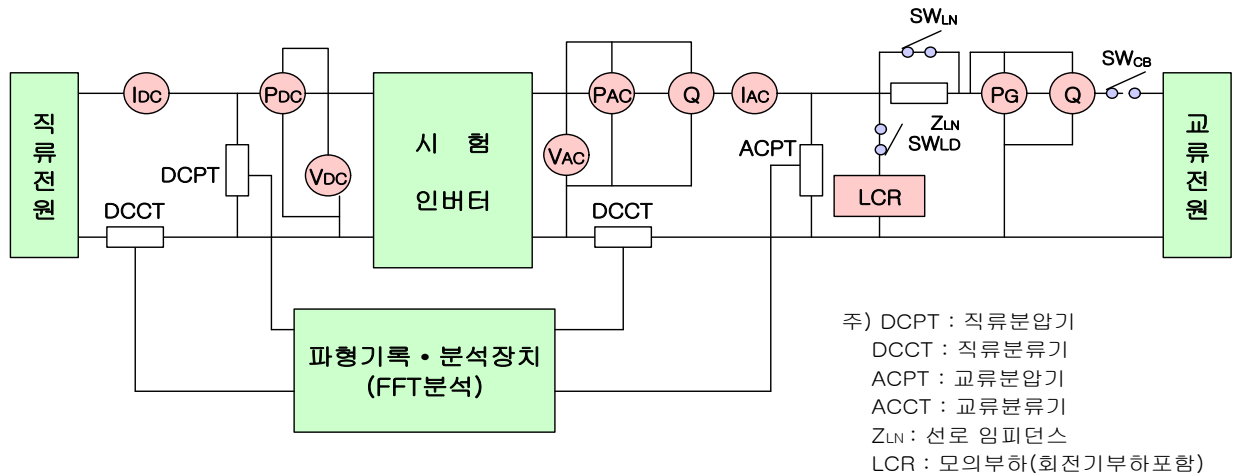 직류전원
IDC
DCPT
DCCT
PDC
VDC
시 험
인버터
VAC
PAC
Q
IAC
DCCT
ACPT
SWLN
ZLN
SWLD
LCR
PG
Q
SWCB
교류전원
파형기록 • 분석장치
(FFT분석)
주) DCPT : 직류분압기
DCCT : 직류분류기
ACPT : 교류분압기
ACCT : 교류뷴류기
ZLN : 선로 임피던스
LCR : 모의부하(회전기부하포함)